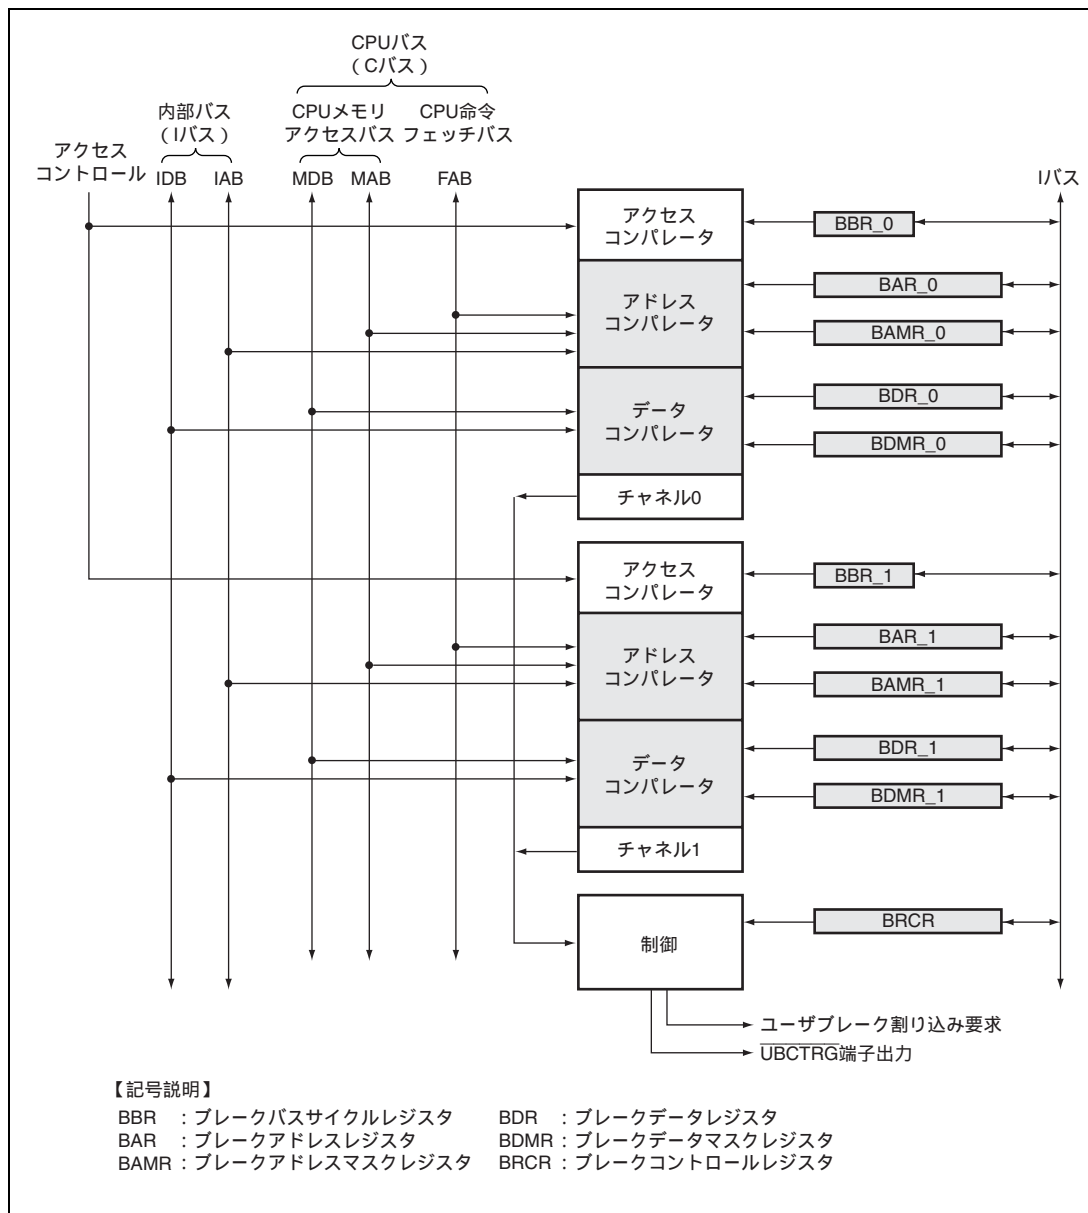 CPUバス
（Cバス）
内部バス
（Iバス）
CPUメモリ
アクセスバス
CPU命令
フェッチバス
アクセス
コントロール
IDB
IAB
MDB
MAB
FAB
Iバス
アクセス
コンパレータ
BBR_0
アドレス
コンパレータ
BAR_0
BAMR_0
データ
コンパレータ
BDR_0
BDMR_0
チャネル0
アクセス
コンパレータ
BBR_1
アドレス
コンパレータ
BAR_1
BAMR_1
データ
コンパレータ
BDR_1
BDMR_1
チャネル1
制御
BRCR
ユーザブレーク割り込み要求
UBCTRG端子出力
【記号説明】
BBR ：ブレークバスサイクルレジスタ
BDR ：ブレークデータレジスタ
BAR ：ブレークアドレスレジスタ
BDMR：ブレークデータマスクレジスタ
BAMR：ブレークアドレスマスクレジスタ
BRCR：ブレークコントロールレジスタ